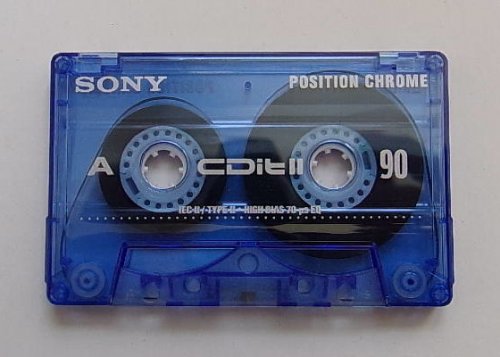 SONY
POSITION CHROME
A
CDit II
90
IEC II / TYPE II • HIGH BIAS 70 μs EQ